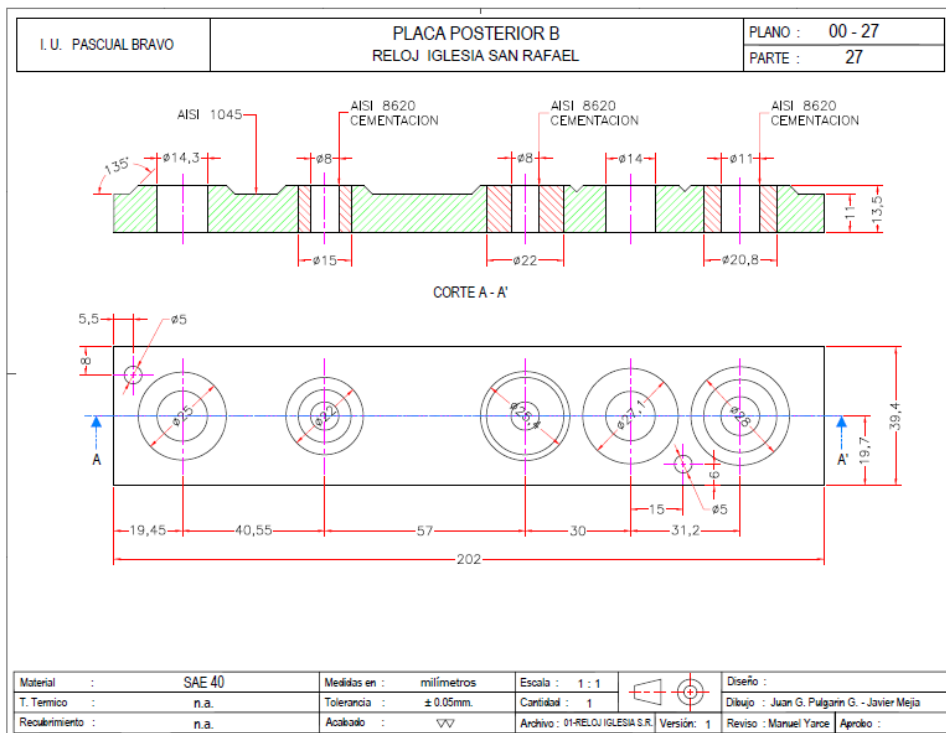 I. U. PASCUAL BRAVO
PLACA POSTERIOR B
RELOJ IGLESIA SAN RAFAEL
PLANO : 00 - 27
PARTE : 27
AISI 1045
AISI 8620
CEMENTACION
AISI 8620
CEMENTACION
AISI 8620
CEMENTACION
135°
ø14,3
ø8
ø8
ø14
ø11
11
13,5
ø15
ø22
ø20,8
CORTE A - A'
5,5
ø5
8
ø25
ø22
ø25,4
ø27,1
ø28
A
A'
39,4
19,7
6
15
ø5
19,45
40,55
57
30
31,2
202
Material : SAE 40
Medidas en : milímetros
Escala : 1 : 1
Diseño :
T. Termico : n.a.
Tolerancia : ± 0.05mm.
Cantidad : 1
Dibujo : Juan G. Pulgarin G. - Javier Mejia
Recubrimiento : n.a.
Acabado : ▽▽
Archivo : 01-RELOJ IGLESIA S.R.
Versión: 1
Reviso : Manuel Yarce
Aprobo :